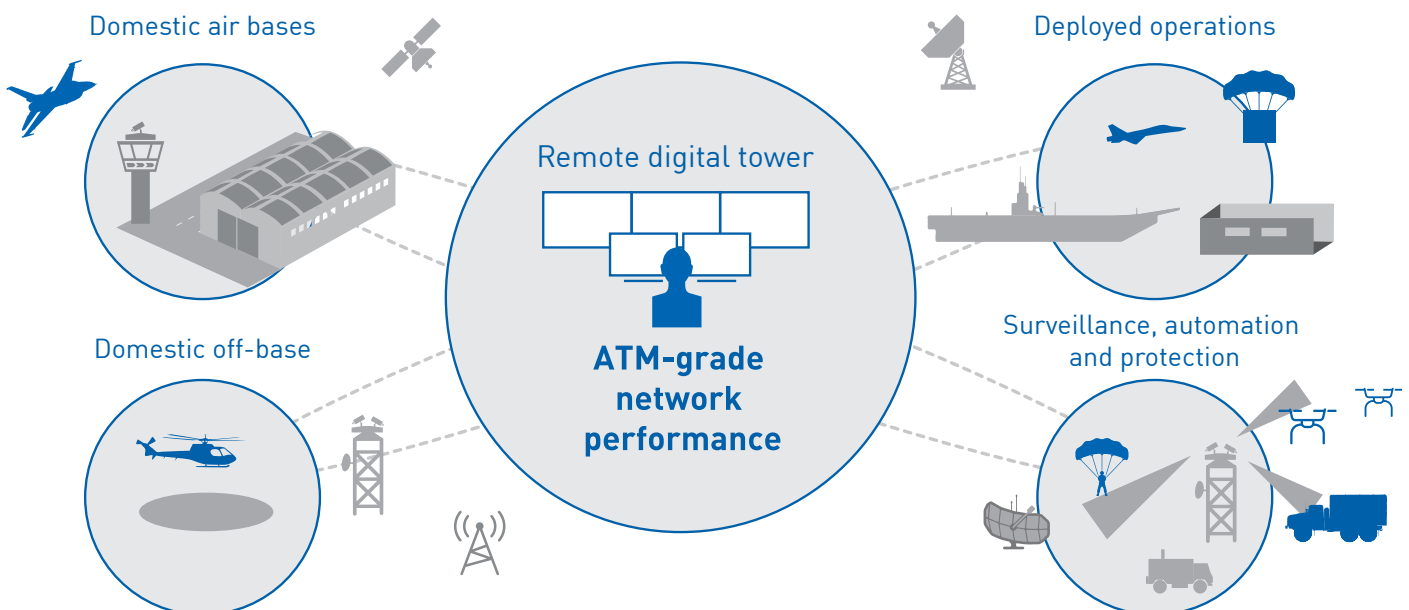 Domestic air bases
Deployed operations
Remote digital tower
ATM-grade
network
performance
Domestic off-base
Surveillance, automation
and protection